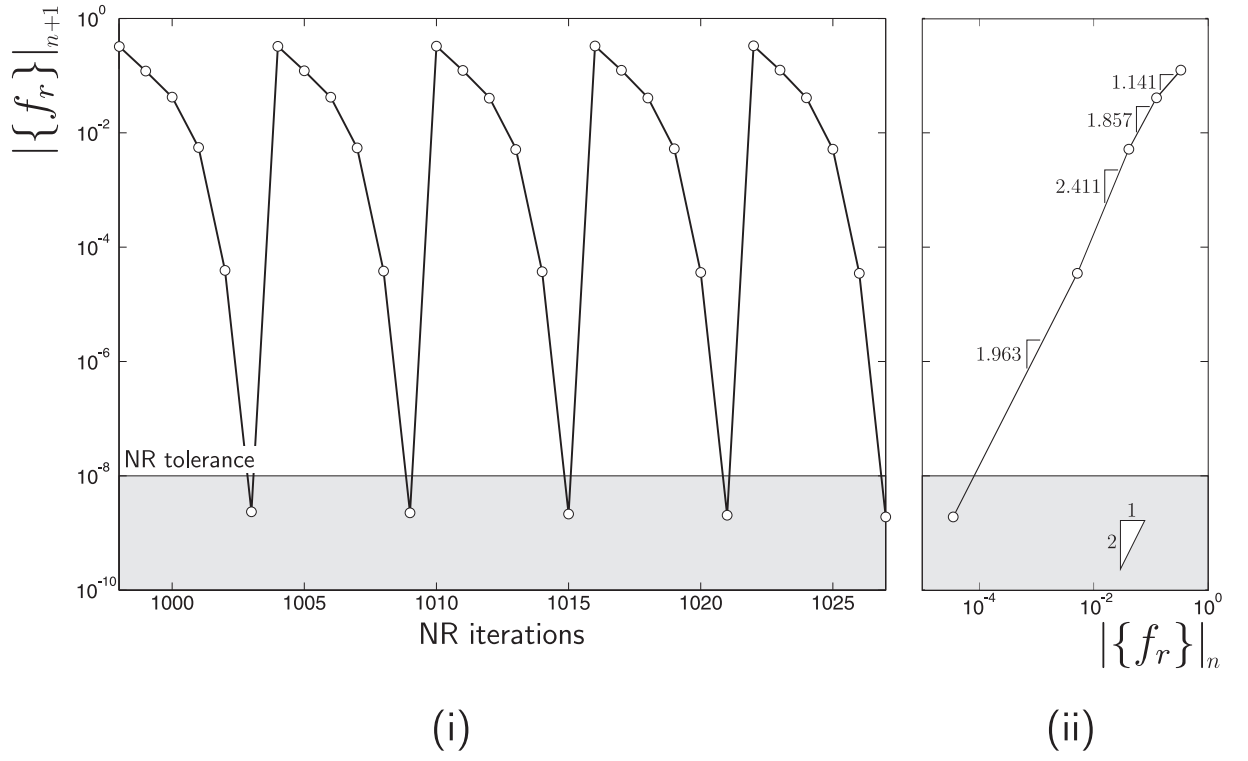 |{f_r}|_{n+1}
10^0
10^{-2}
10^{-4}
10^{-6}
10^{-8}
10^{-10}
NR tolerance
1000 1005 1010 1015 1020 1025
NR iterations
(i)
1.141
1.857
2.411
1.963
1
2
10^{-4} 10^{-2} 10^0
|{f_r}|_n
(ii)